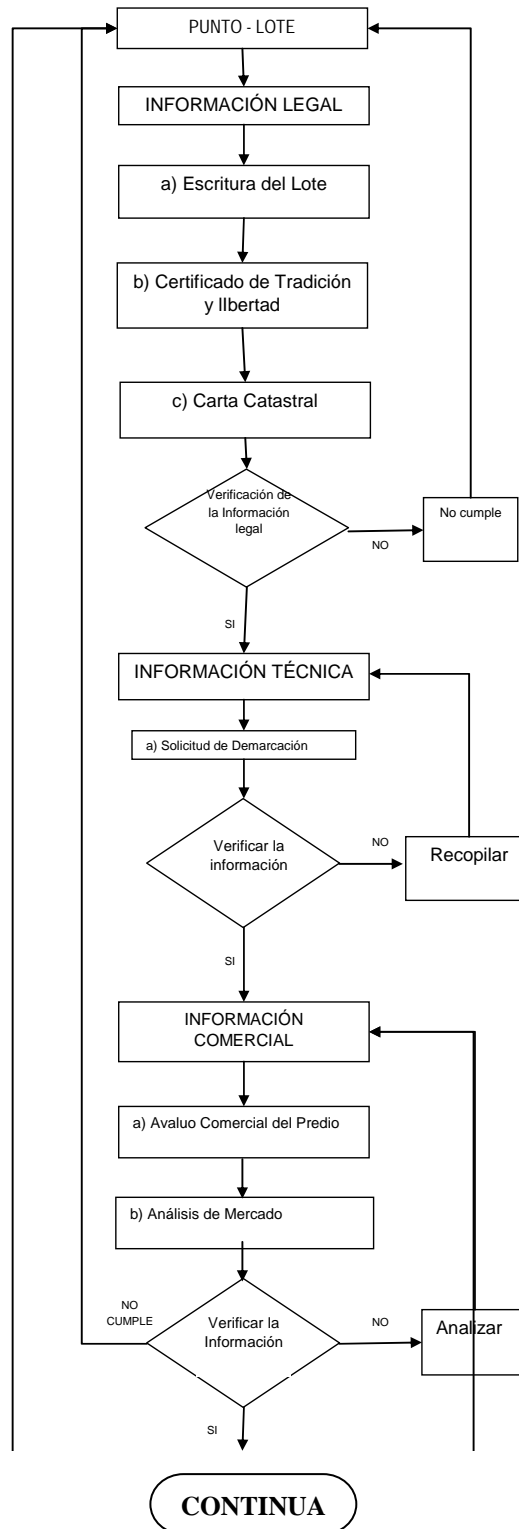 PUNTO - LOTE
INFORMACIÓN LEGAL
a) Escritura del Lote
b) Certificado de Tradición
y lIbertad
c) Carta Catastral
Verificación de
la Información
legal
NO
No cumple
SI
INFORMACIÓN TÉCNICA
a) Solicitud de Demarcación
Verificar la
información
NO
Recopilar
SI
INFORMACIÓN
COMERCIAL
a) Avaluo Comercial del Predio
b) Análisis de Mercado
NO
CUMPLE
Verificar la
Información
NO
Analizar
SI
CONTINUA